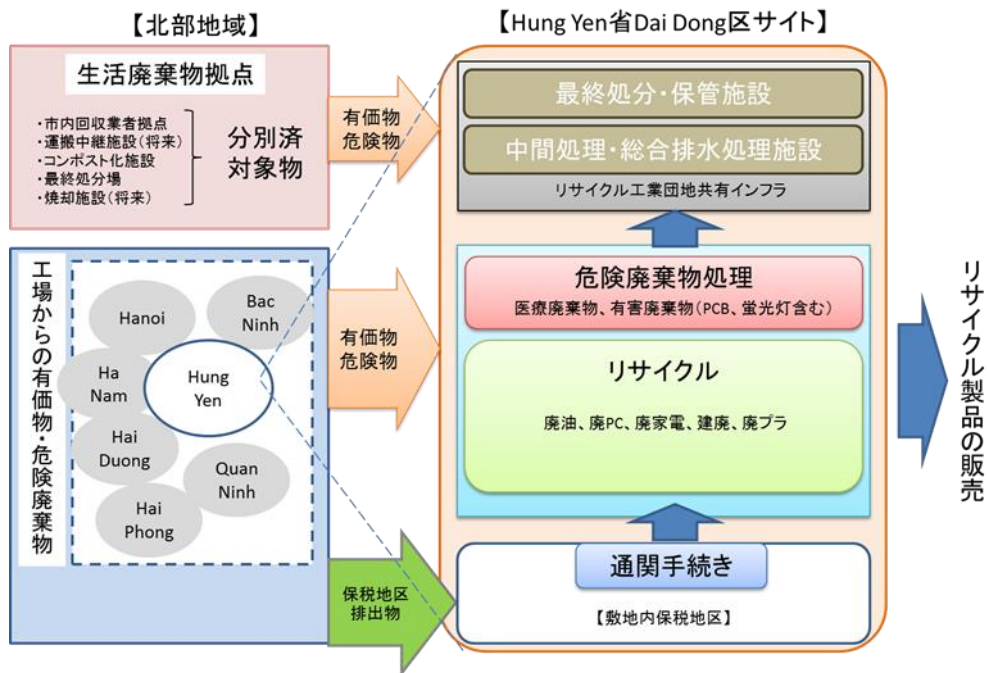 【北部地域】
【Hung Yen省Dai Dong区サイト】
生活廃棄物拠点
・市内回収業者拠点
・運搬中継施設(将来)
・コンポスト化施設
・最終処分場
・焼却施設(将来)
分別済
対象物
有価物
危険物
最終処分・保管施設
中間処理・総合排水処理施設
リサイクル工業団地共有インフラ
工場からの有価物・危険廃棄物
Hanoi
Bac
Ninh
Ha
Nam
Hung
Yen
Hai
Duong
Quan
Ninh
Hai
Phong
有価物
危険物
危険廃棄物処理
医療廃棄物、有害廃棄物(PCB、蛍光灯含む)
リサイクル
廃油、廃PC、廃家電、建廃、廃プラ
リサイクル製品の販売
保税地区
排出物
通関手続き
【敷地内保税地区】